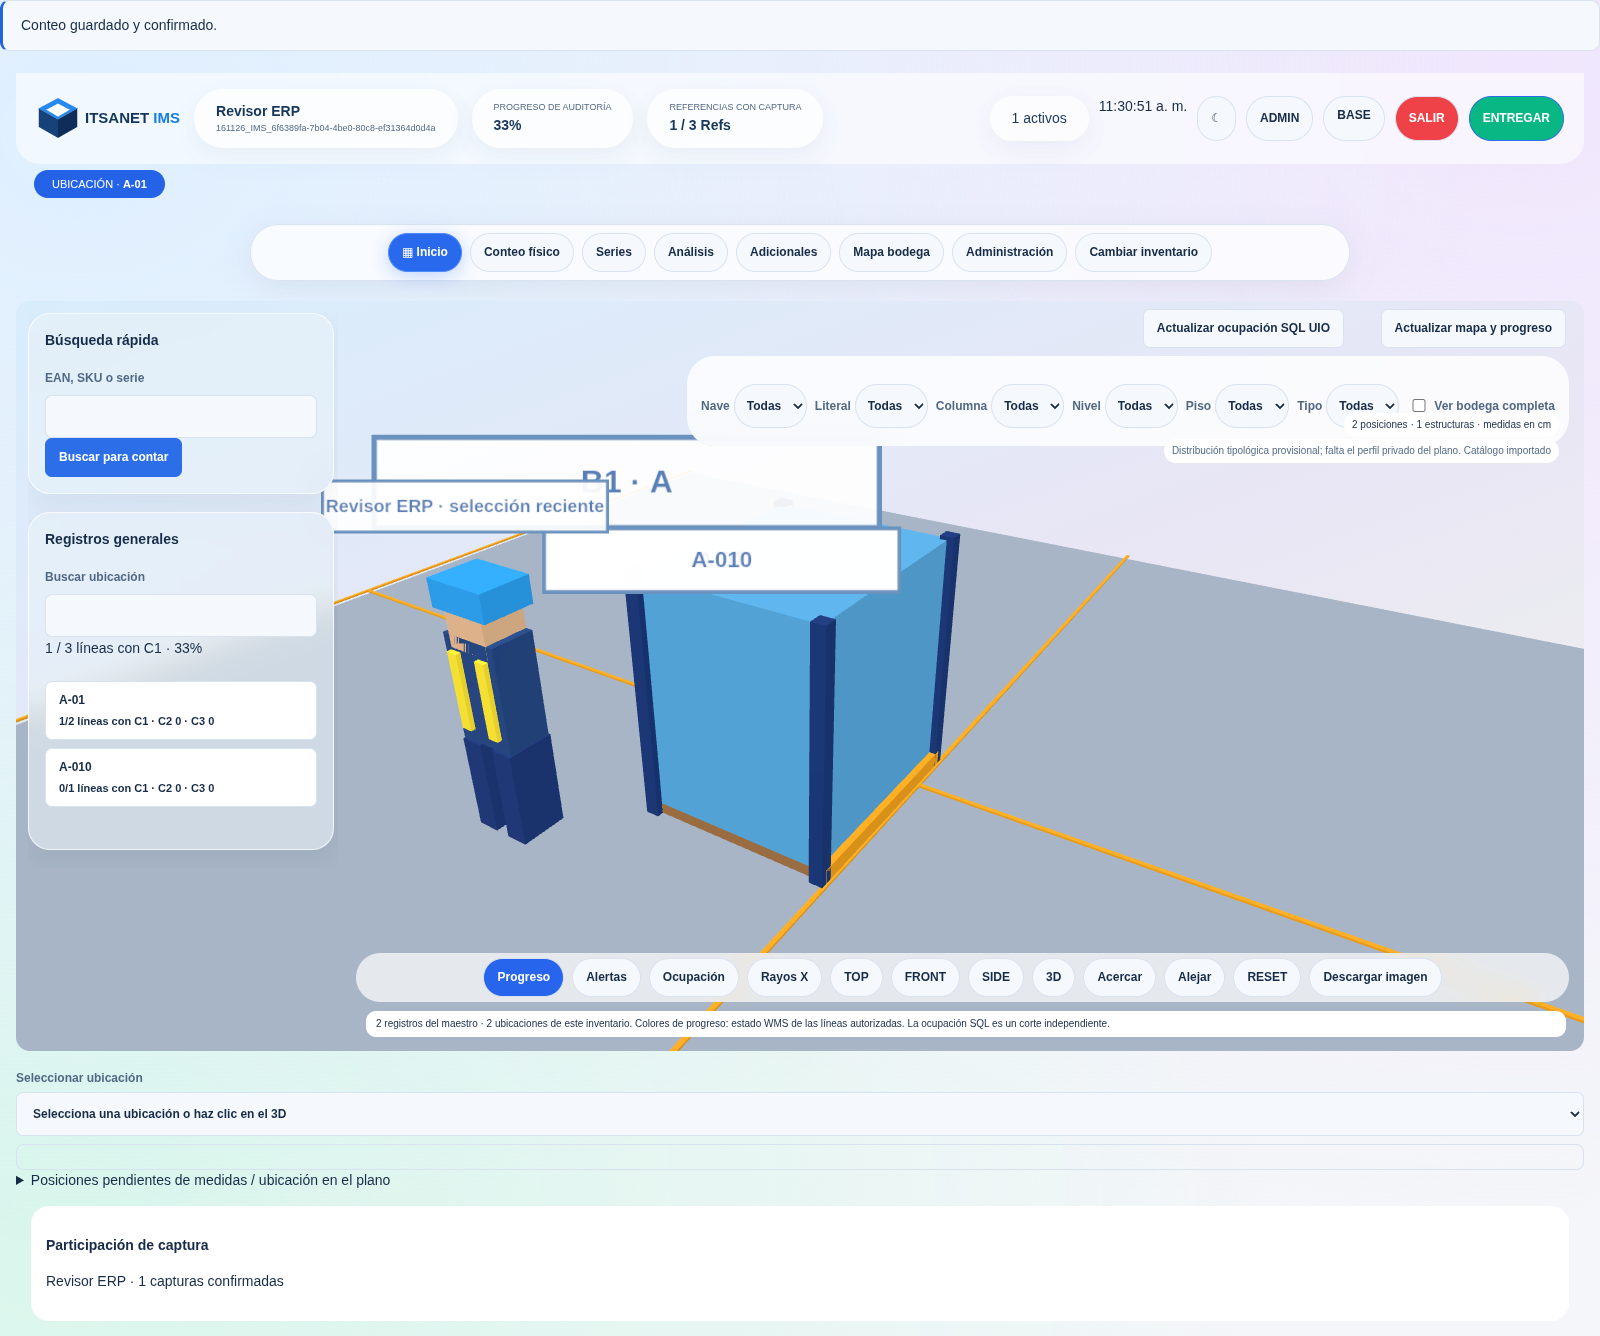 Conteo guardado y confirmado.
ITSANET IMS
Revisor ERP
161126_IMS_6f6389fa-7b04-4be0-80c8-ef31364d0d4a
PROGRESO DE AUDITORÍA
33%
REFERENCIAS CON CAPTURA
1 / 3 Refs
1 activos
11:30:51 a. m.
ADMIN
BASE
SALIR
ENTREGAR
UBICACIÓN · A-01
Inicio
Conteo físico
Series
Análisis
Adicionales
Mapa bodega
Administración
Cambiar inventario
Búsqueda rápida
EAN, SKU o serie
Buscar para contar
Registros generales
Buscar ubicación
1 / 3 líneas con C1 · 33%
A-01
1/2 líneas con C1 · C2 0 · C3 0
A-010
0/1 líneas con C1 · C2 0 · C3 0
Actualizar ocupación SQL UIO
Actualizar mapa y progreso
Nave Todas
Literal Todas
Columna Todas
Nivel Todas
Piso Todas
Tipo Todas
Ver bodega completa
2 posiciones · 1 estructuras · medidas en cm
Distribución tipológica provisional; falta el perfil privado del plano. Catálogo importado
B1 · A
Revisor ERP · selección reciente
A-010
Progreso
Alertas
Ocupación
Rayos X
TOP
FRONT
SIDE
3D
Acercar
Alejar
RESET
Descargar imagen
2 registros del maestro · 2 ubicaciones de este inventario. Colores de progreso: estado WMS de las líneas autorizadas. La ocupación SQL es un corte independiente.
Seleccionar ubicación
Selecciona una ubicación o haz clic en el 3D
Posiciones pendientes de medidas / ubicación en el plano
Participación de captura
Revisor ERP · 1 capturas confirmadas